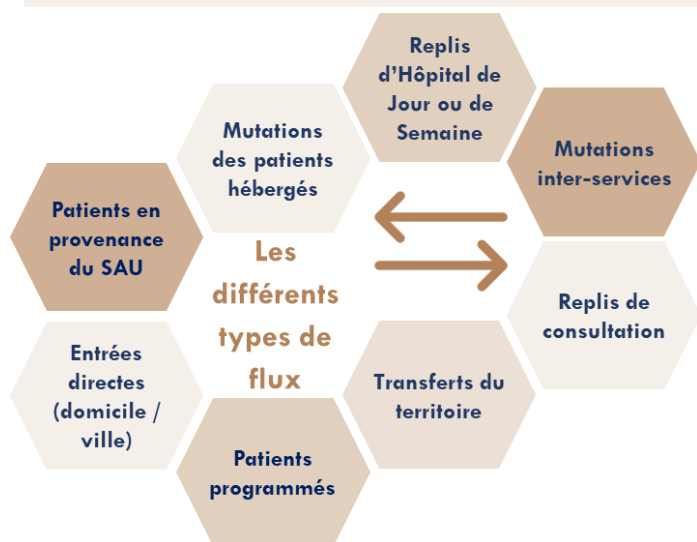 Replis
d'Hôpital de
Jour ou de
Semaine
Mutations
des patients
hébergés
Mutations
inter-services
Patients en
provenance
du SAU
Les
différents
types de
flux
Replis de
consultation
Entrées
directes
(domicile /
ville)
Transferts du
territoire
Patients
programmés